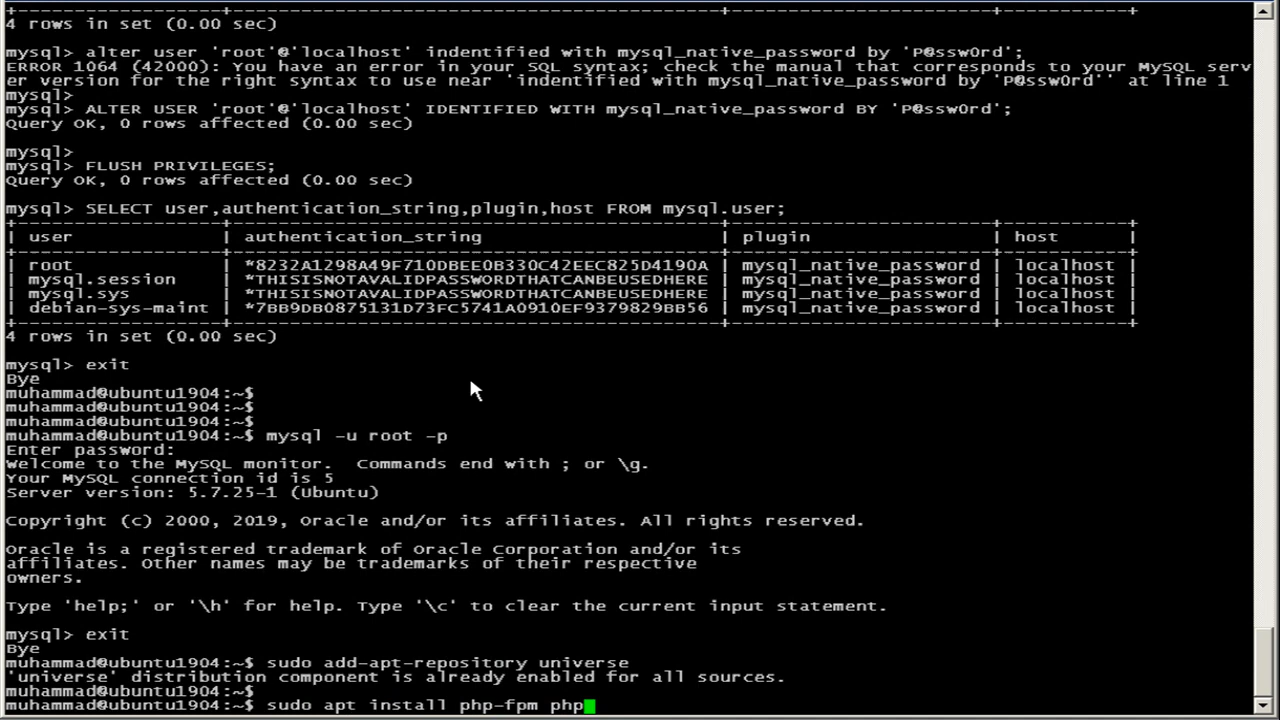 +-----------------------+-------------------------------------------+---------------------------+-----------+
4 rows in set (0.00 sec)
mysql> alter user 'root'@'localhost' indentified with mysql_native_password by 'P@ssw0rd';
ERROR 1064 (42000): You have an error in your SQL syntax; check the manual that corresponds to your MySQL serv
er version for the right syntax to use near 'indentified with mysql_native_password by 'P@ssw0rd'' at line 1
mysql>
mysql> ALTER USER 'root'@'localhost' IDENTIFIED WITH mysql_native_password BY 'P@ssw0rd';
Query OK, 0 rows affected (0.00 sec)
mysql>
mysql> FLUSH PRIVILEGES;
Query OK, 0 rows affected (0.00 sec)
mysql> SELECT user,authentication_string,plugin,host FROM mysql.user;
| user | authentication_string | plugin | host |
| root | *8232A1298A49F710DBEE0B330C42EEC825D4190A | mysql_native_password | localhost |
| mysql.session | *THISISNOTAVALIDPASSWORDTHATCANBEUSEDHERE | mysql_native_password | localhost |
| mysql.sys | *THISISNOTAVALIDPASSWORDTHATCANBEUSEDHERE | mysql_native_password | localhost |
| debian-sys-maint | *7BB9DB0875131D73FC5741A0910EF9379829BB56 | mysql_native_password | localhost |
4 rows in set (0.00 sec)
mysql> exit
Bye
muhammad@ubuntu1904:~$
muhammad@ubuntu1904:~$
muhammad@ubuntu1904:~$
muhammad@ubuntu1904:~$ mysql -u root -p
Enter password:
Welcome to the MySQL monitor.  Commands end with ; or \g.
Your MySQL connection id is 5
Server version: 5.7.25-1 (Ubuntu)
Copyright (c) 2000, 2019, Oracle and/or its affiliates. All rights reserved.
Oracle is a registered trademark of Oracle Corporation and/or its
affiliates. Other names may be trademarks of their respective
owners.
Type 'help;' or '\h' for help. Type '\c' to clear the current input statement.
mysql> exit
Bye
muhammad@ubuntu1904:~$ sudo add-apt-repository universe
'universe' distribution component is already enabled for all sources.
muhammad@ubuntu1904:~$
muhammad@ubuntu1904:~$ sudo apt install php-fpm php